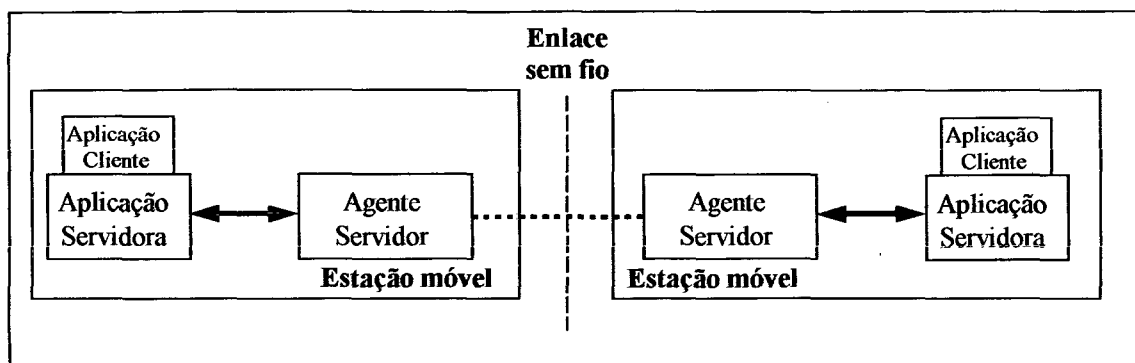 Enlace
sem fio
Aplicação
Cliente
Aplicação
Servidora
Agente
Servidor
Estação móvel
Agente
Servidor
Estação móvel
Aplicação
Cliente
Aplicação
Servidora